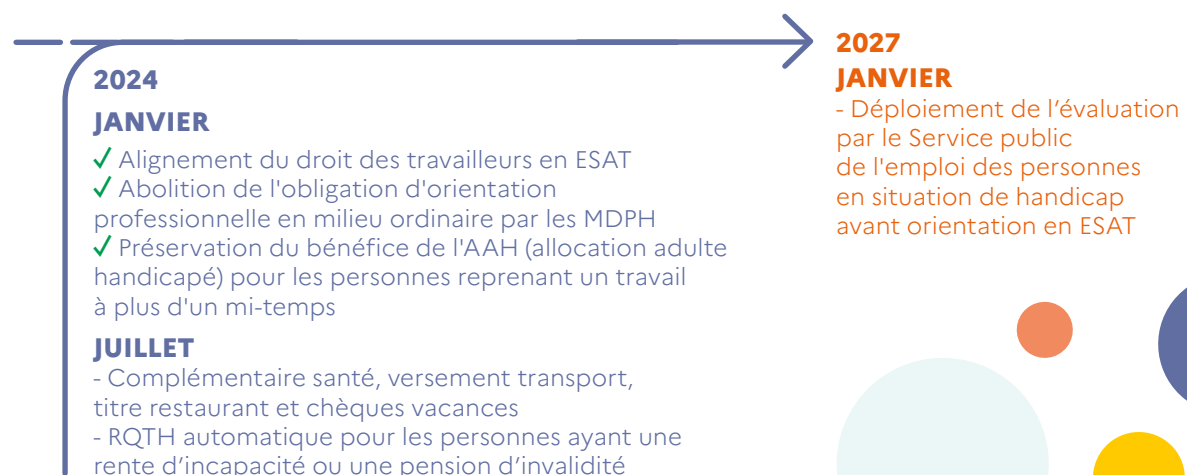 2024
JANVIER
✓ Alignement du droit des travailleurs en ESAT
✓ Abolition de l'obligation d'orientation
professionnelle en milieu ordinaire par les MDPH
✓ Préservation du bénéfice de l'AAH (allocation adulte
handicapé) pour les personnes reprenant un travail
à plus d'un mi-temps
JUILLET
- Complémentaire santé, versement transport,
titre restaurant et chèques vacances
- RQTH automatique pour les personnes ayant une
rente d’incapacité ou une pension d’invalidité
2027
JANVIER
- Déploiement de l’évaluation
par le Service public
de l'emploi des personnes
en situation de handicap
avant orientation en ESAT